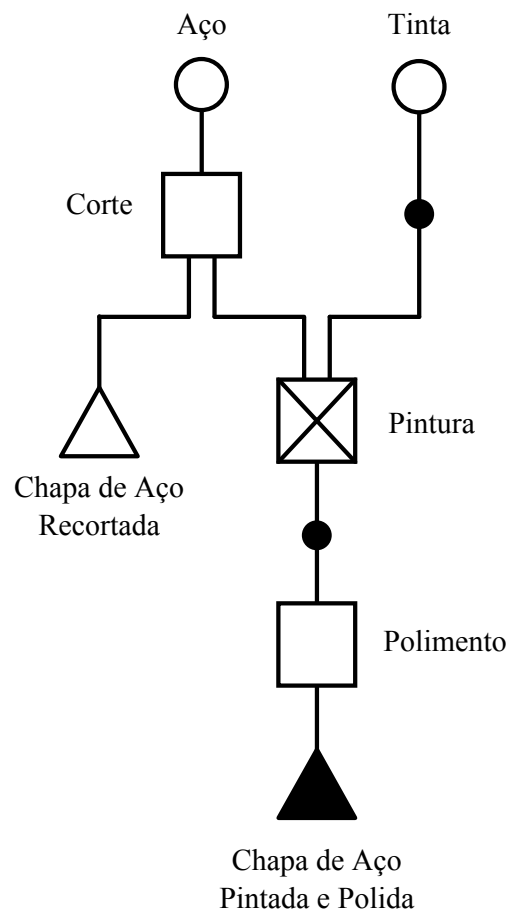 Aço
Tinta
Corte
Pintura
Chapa de Aço
Recortada
Polimento
Chapa de Aço
Pintada e Polida